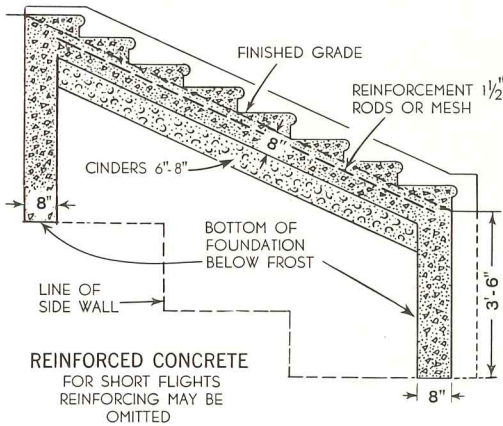 FINISHED GRADE
REINFORCEMENT 1½"
RODS OR MESH
8"
CINDERS 6"-8"
8"
BOTTOM OF
FOUNDATION
BELOW FROST
LINE OF
SIDE WALL
3'-6"
8"
REINFORCED CONCRETE
FOR SHORT FLIGHTS
REINFORCING MAY BE
OMITTED